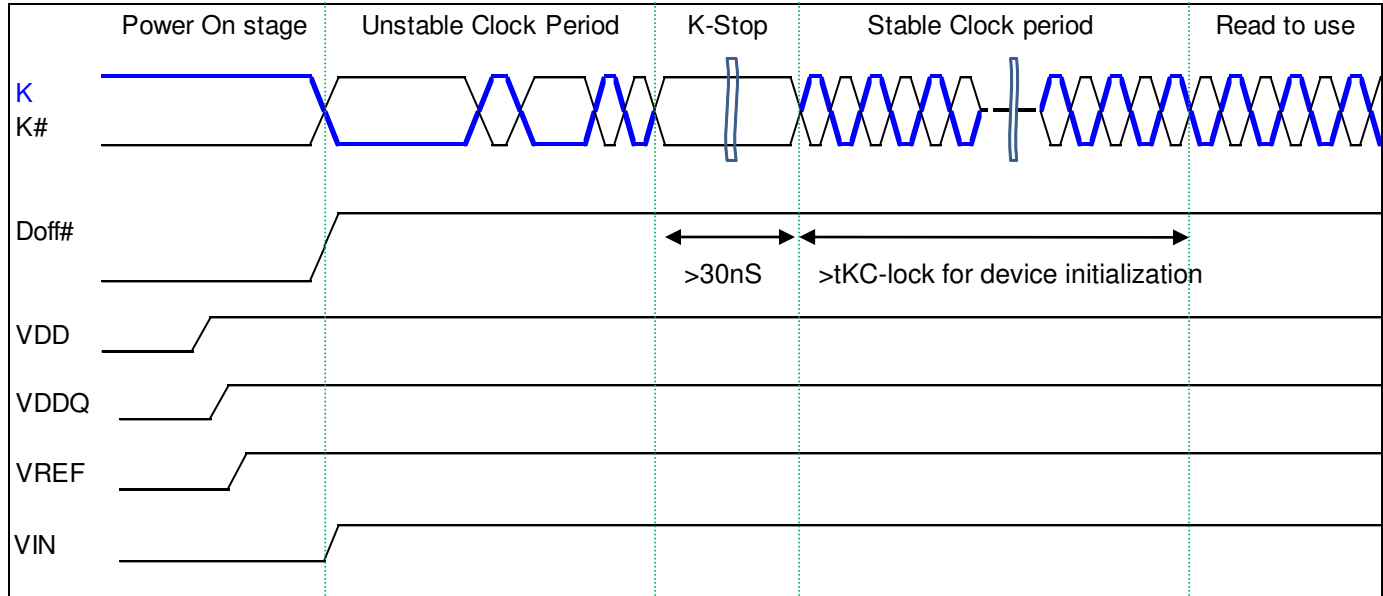 Power On stage
Unstable Clock Period
K-Stop
Stable Clock period
Read to use
K
K#
Doff#
>30nS
>tKC-lock for device initialization
VDD
VDDQ
VREF
VIN